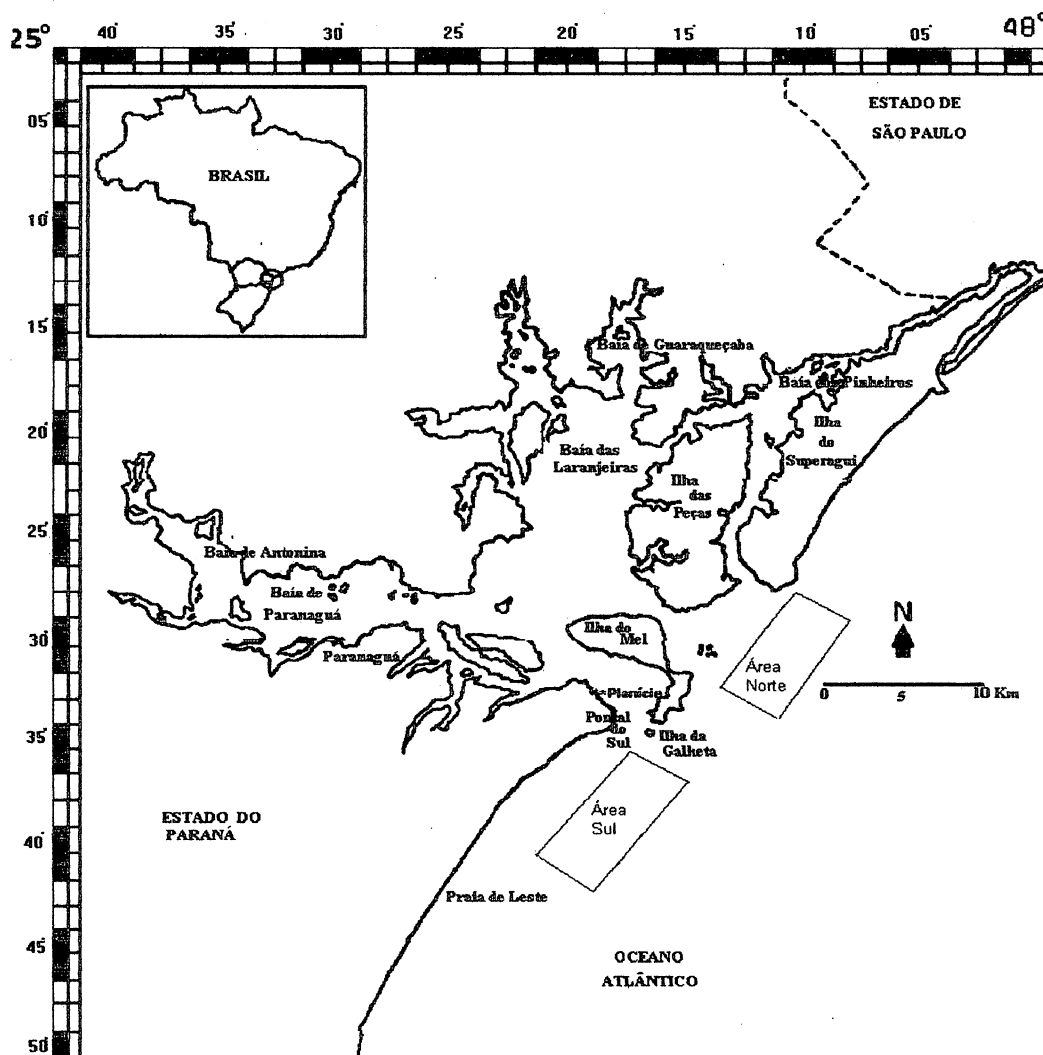 25° 40' 35' 30' 25' 20' 15' 10' 05' 48°
05'
10'
15'
20'
25'
30'
35'
40'
45'
50'
BRASIL
ESTADO DE
SÃO PAULO
Baía de Guaraqueçaba
Baía dos Pinheiros
Ilha
do
Superagui
Baía das
Laranjeiras
Ilha
das
Peças
Baía de Antonina
Baía de
Paranaguá
Paranaguá
Ilha do
Mel
Planície
Pontal
do
Sul
Ilha da
Galheta
Área
Norte
N
0 5 10 Km
Área
Sul
ESTADO DO
PARANÁ
Praia de Leste
OCEANO
ATLÂNTICO